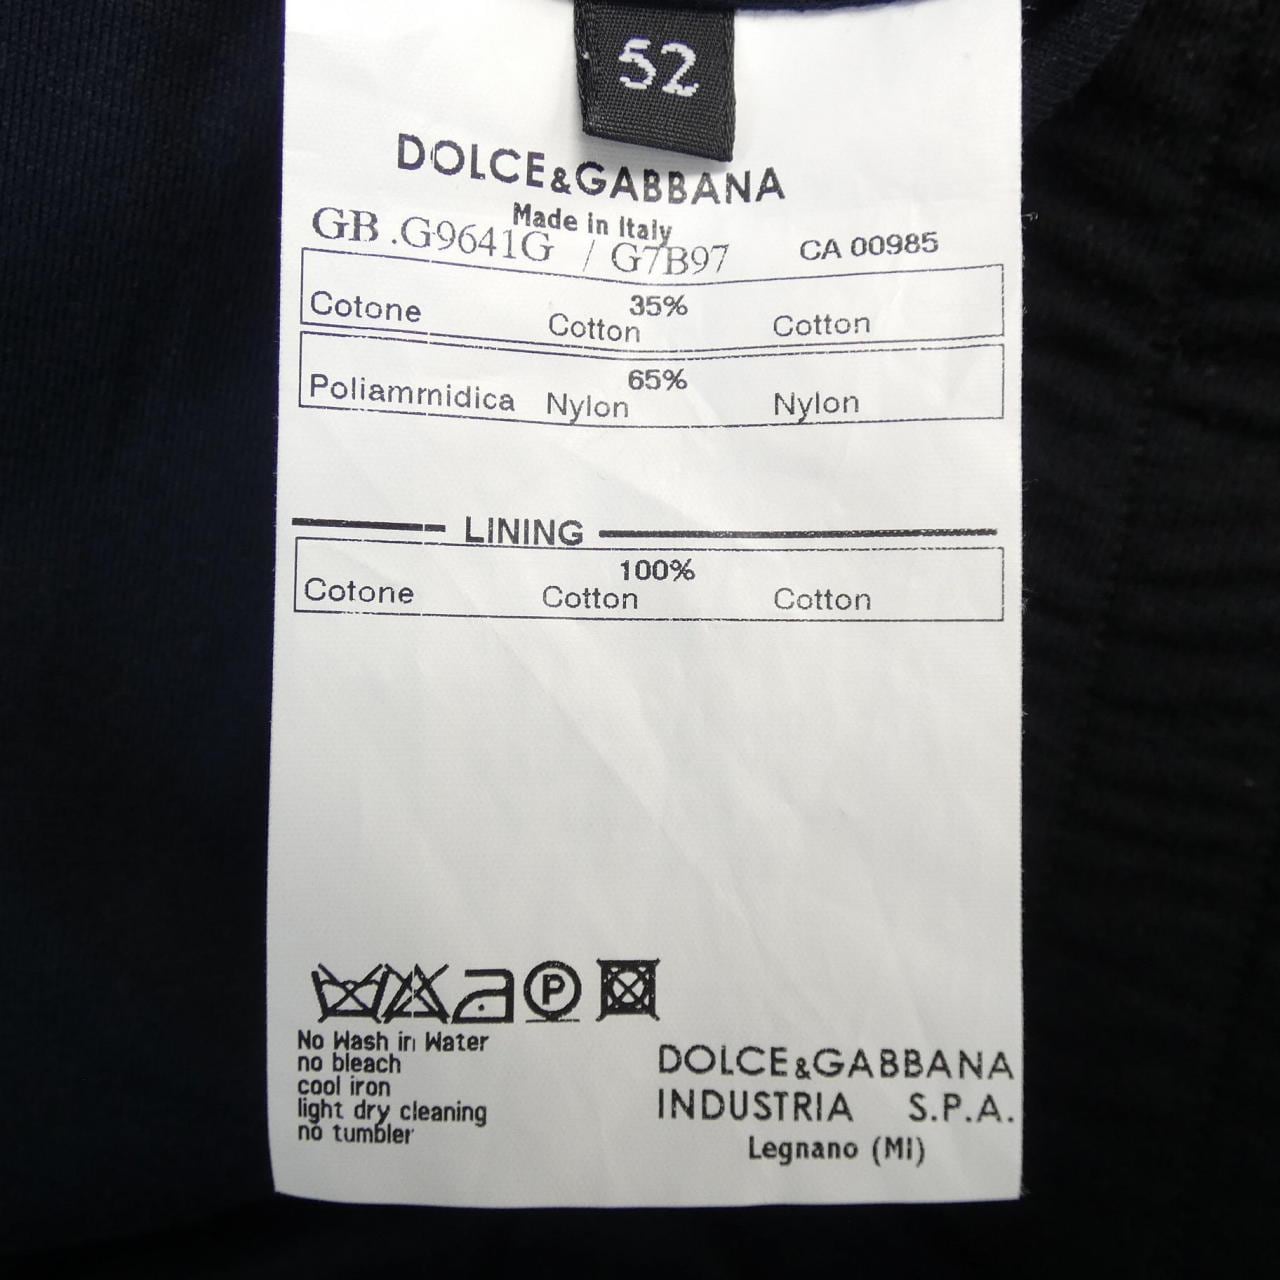 52
DOLCE&GABBANA
Made in Italy
GB .G9641G / G7B97 CA 00985
35%
Cotone Cotton Cotton
65%
Poliammidica Nylon Nylon
LINING
100%
Cotone Cotton Cotton
P
No Wash in Water
no bleach
cool iron
light dry cleaning
no tumbler
DOLCE&GABBANA
INDUSTRIA S.P.A.
Legnano (MI)